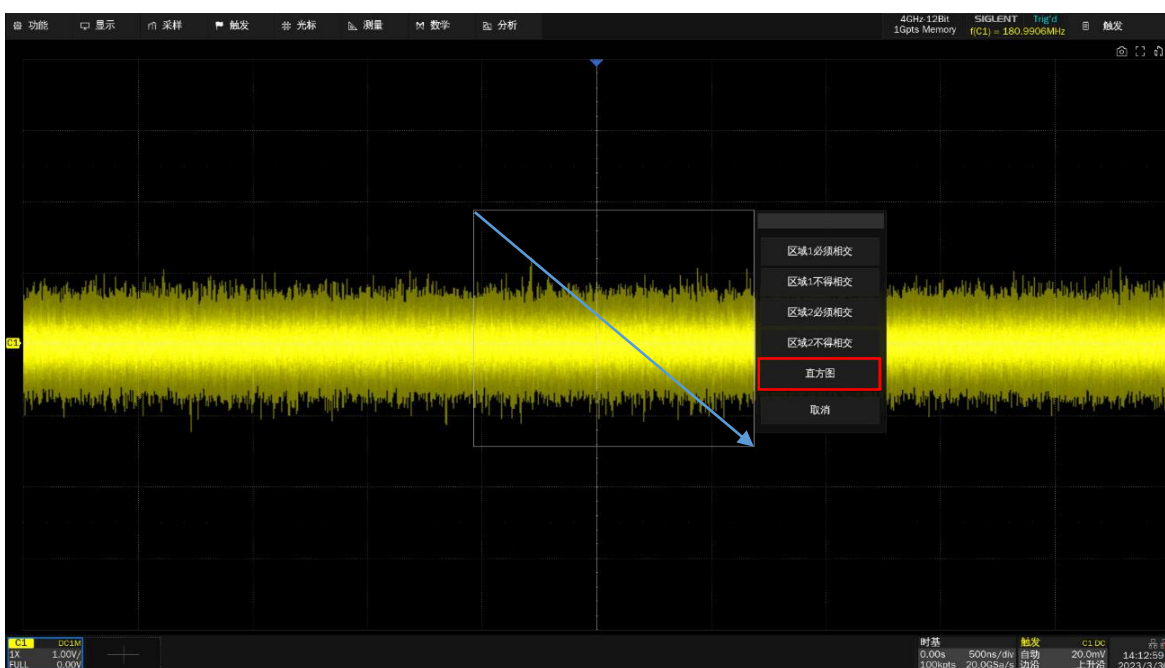 功能 显示 采样 触发 光标 测量 数学 分析
4GHz-12Bit SIGLENT Trig'd 触发
1Gpts Memory f(C1) = 180.9906MHz
区域1必须相交
区域1不得相交
区域2必须相交
区域2不得相交
直方图
取消
C1
C1 DC1M 时基 触发 C1 DC
1X 1.00V/ 0.00s 500ns/div 自动 20.0mV 14:12:59
FULL 0.00V 100kpts 20.0GSa/s 边沿 上升沿